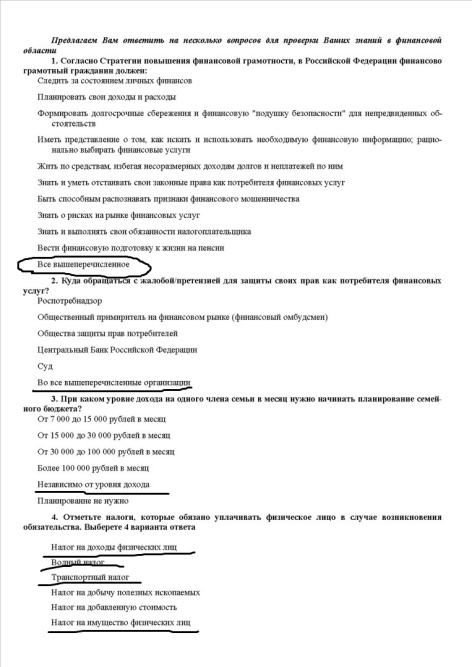 Предлагаем Вам ответить на несколько вопросов для проверки Ваших знаний в финансовой
области
1. Согласно Стратегии повышения финансовой грамотности, в Российской Федерации финансово
грамотный гражданин должен:
Следить за состоянием личных финансов
Планировать свои доходы и расходы
Формировать долгосрочные сбережения и финансовую "подушку безопасности" для непредвиденных об-
стоятельств
Иметь представление о том, как искать и использовать необходимую финансовую информацию; рацио-
нально выбирать финансовые услуги
Жить по средствам, избегая несоразмерных доходам долгов и неплатежей по ним
Знать и уметь отстаивать свои законные права как потребителя финансовых услуг
Быть способным распознавать признаки финансового мошенничества
Знать о рисках на рынке финансовых услуг
Знать и выполнять свои обязанности налогоплательщика
Вести финансовую подготовку к жизни на пенсии
Все вышеперечисленное
2. Куда обращаться с жалобой/претензией для защиты своих прав как потребителя финансовых
услуг?
Роспотребнадзор
Общественный примиритель на финансовом рынке (финансовый омбудсмен)
Общества защиты прав потребителей
Центральный Банк Российской Федерации
Суд
Во все вышеперечисленные организации
3. При каком уровне дохода на одного члена семьи в месяц нужно начинать планирование семей-
ного бюджета?
От 7 000 до 15 000 рублей в месяц
От 15 000 до 30 000 рублей в месяц
От 30 000 до 100 000 рублей в месяц
Более 100 000 рублей в месяц
Независимо от уровня дохода
Планирование не нужно
4. Отметьте налоги, которые обязано уплачивать физическое лицо в случае возникновения
обязательства. Выберете 4 варианта ответа
Налог на доходы физических лиц
Водный налог
Транспортный налог
Налог на добычу полезных ископаемых
Налог на добавленную стоимость
Налог на имущество физических лиц